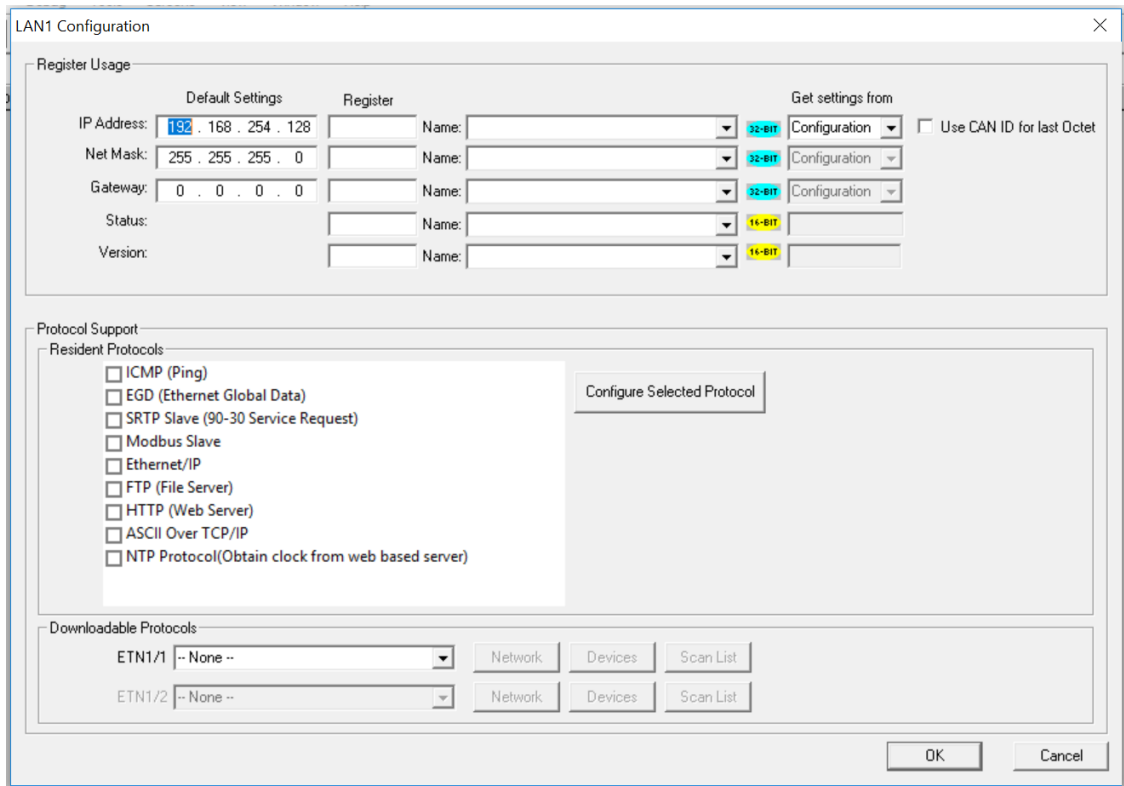 LAN1 Configuration
Register Usage
Default Settings Register Get settings from
IP Address: 192 . 168 . 254 . 128 Name: 32-BIT Configuration Use CAN ID for last Octet
Net Mask: 255 . 255 . 255 . 0 Name: 32-BIT Configuration
Gateway: 0 . 0 . 0 . 0 Name: 32-BIT Configuration
Status: Name: 16-BIT
Version: Name: 16-BIT
Protocol Support
Resident Protocols
ICMP (Ping)
EGD (Ethernet Global Data)
SRTP Slave (90-30 Service Request)
Modbus Slave
Ethernet/IP
FTP (File Server)
HTTP (Web Server)
ASCII Over TCP/IP
NTP Protocol(Obtain clock from web based server)
Configure Selected Protocol
Downloadable Protocols
ETN1/1 -- None -- Network Devices Scan List
ETN1/2 -- None -- Network Devices Scan List
OK Cancel